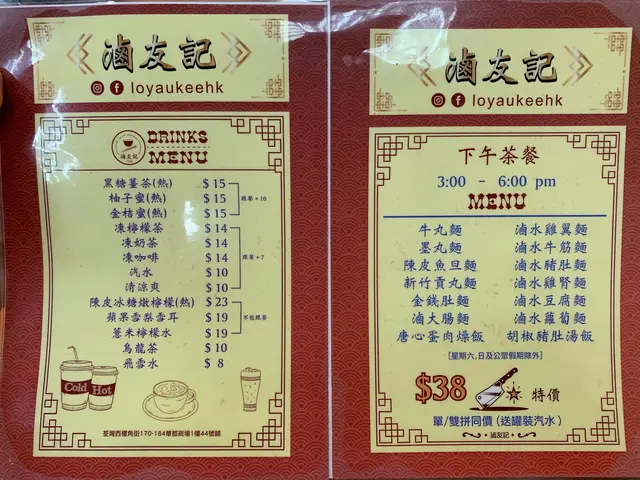 滷友記
loyaukeehk
滷友記
DRINKS
MENU
黑糖薑茶(熱) $ 15
柚子蜜(熱) $ 15
金桔蜜(熱) $ 15
跟餐+10
凍檸檬茶 $ 14
凍奶茶 $ 14
凍咖啡 $ 14
汽水 $ 10
清涼爽 $ 10
跟餐+7
陳皮冰糖燉檸檬(熱) $ 23
蘋果雪梨雪耳 $ 19
薏米檸檬水 $ 19
不能跟餐
烏龍茶 $ 10
飛雪水 $ 8
Cold
Hot
荃灣西樓角街170-184華都商場1樓44號舖
滷友記
loyaukeehk
下午茶餐
3:00 - 6:00 pm
MENU
牛丸麵 滷水雞翼麵
墨丸麵 滷水牛筋麵
陳皮魚旦麵 滷水豬肚麵
新竹貢丸麵 滷水雞腎麵
金錢肚麵 滷水豆腐麵
滷大腸麵 滷水蘿蔔麵
唐心蛋肉燥飯 胡椒豬肚湯飯
[星期六,日及公眾假期除外]
$38 特價
單/雙拼同價 (送罐裝汽水)
滷友記